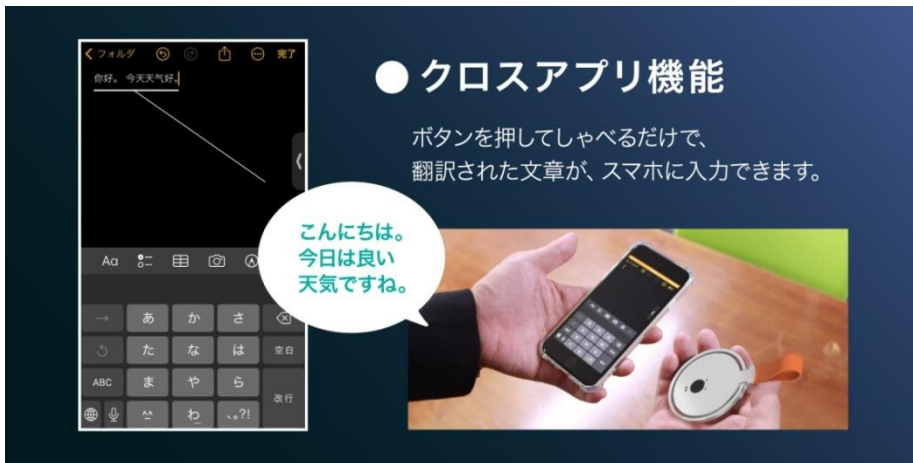 フォルダ
完了
你好。 今天天气好。
Aa
→
あ
か
さ
た
な
は
空白
ABC
ま
や
ら
改行
^^
わ
、。?!
●クロスアプリ機能
ボタンを押してしゃべるだけで、
翻訳された文章が、スマホに入力できます。
こんにちは。
今日は良い
天気ですね。